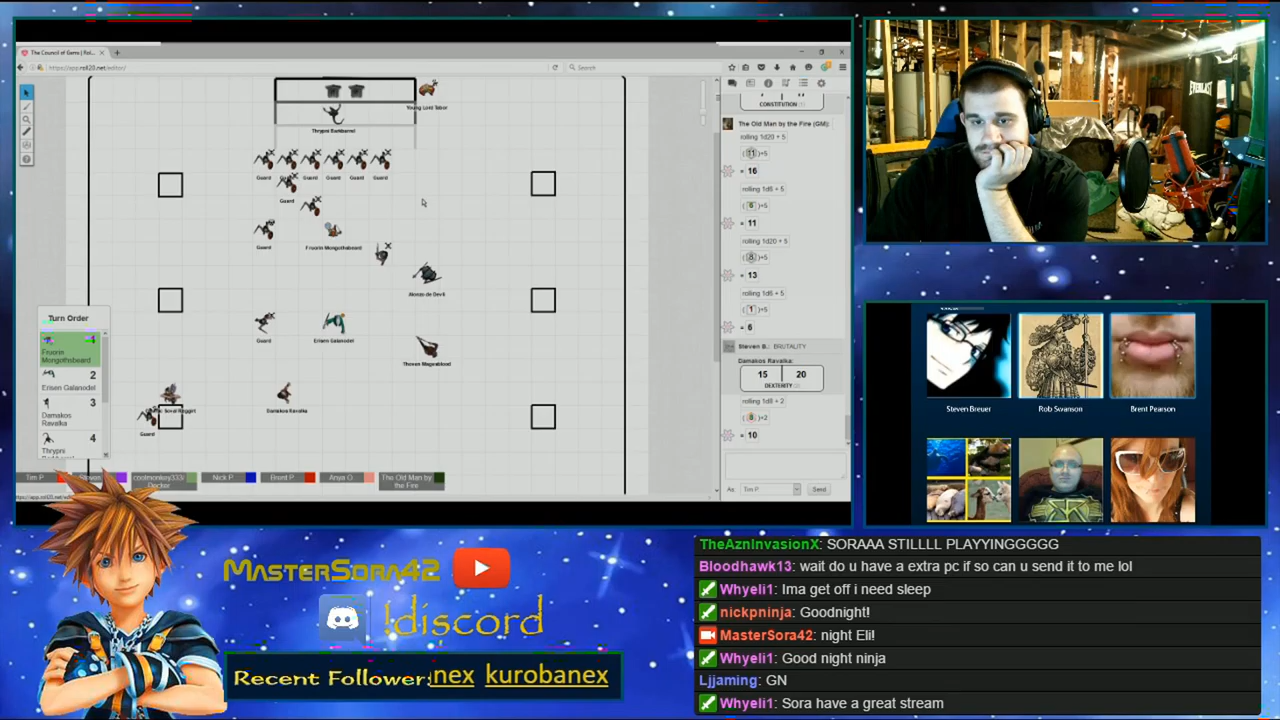 The Council of Gems | Rol...
https://app.roll20.net/editor/
Search
Young Lord Tabor
Thrypni Bambarrel
Guard Guard Guard Guard Guard
Guard
Guard
Fruorin Mongothsbeard
Alonzo de Devil
Guard
Erisen Galanodel
Guard
Damakos Ravalka
Turn Order
Fruorin
Mongothsbeard
2
Erisen Galanodel
3
Damakos
Ravalka
4
Thrypni
Tim P.
coolmonkey333/
Decker
Nick P.
Brent P.
Anya O.
The Old Man by
the Fire
CONSTITUTION (1)
The Old Man by the Fire (GM):
rolling 1d20 + 5
(11)+5
= 16
rolling 1d6 + 5
(6)+5
= 11
rolling 1d20 + 5
(8)+5
= 13
rolling 1d6 + 5
(1)+5
= 6
Steven B.: BRUTALITY
Damakos Ravalka:
15 | 20
DEXTERITY
rolling 1d8 + 2
(8)+2
= 10
As: Tim P
Send
EVERLAST
Steven Breuer
Rob Swanson
Brent Pearson
MasterSora42
!discord
Recent Follower: nex kurobanex
TheAznInvasionX: SORAAA STILLLL PLAYYINGGGGG
Bloodhawk13: wait do u have a extra pc if so can u send it to me lol
Whyeli1: Ima get off i need sleep
nickpninja: Goodnight!
MasterSora42: night Eli!
Whyeli1: Good night ninja
Ljjaming: GN
Whyeli1: Sora have a great stream